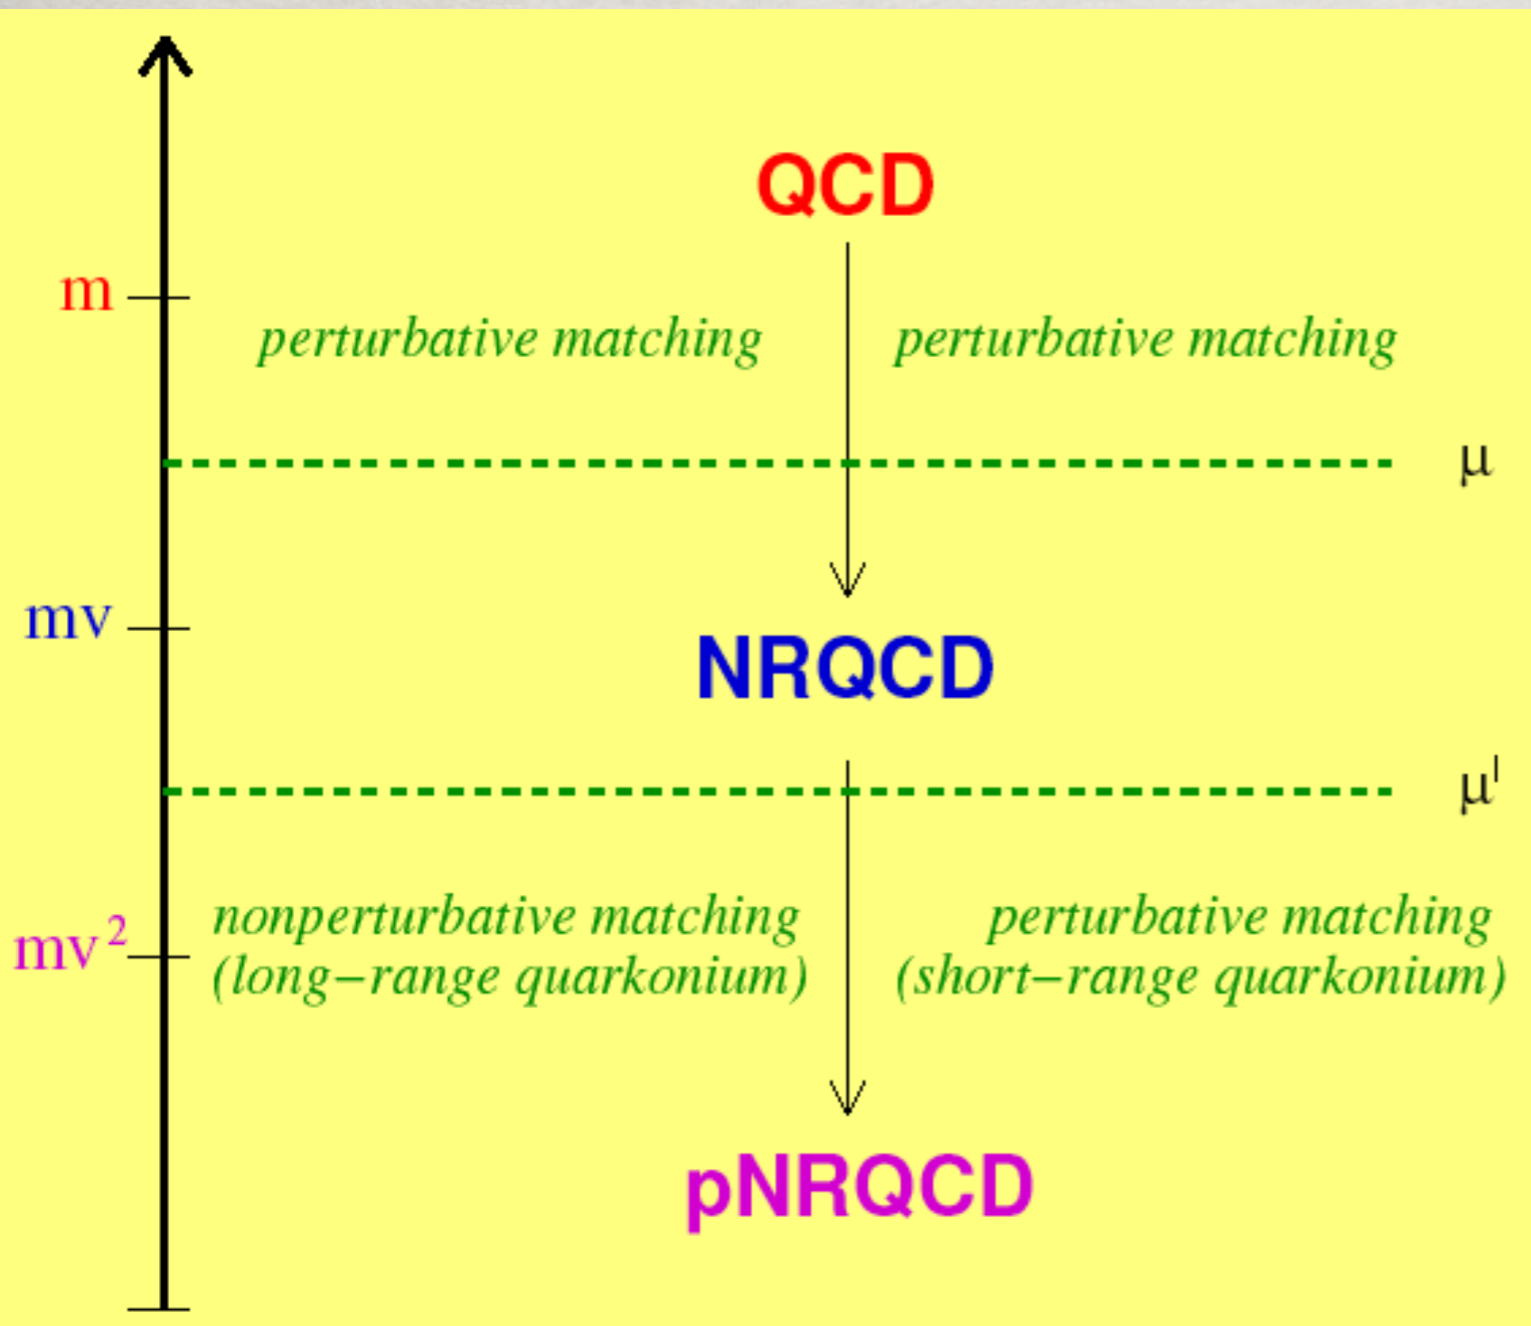 QCD
m
perturbative matching perturbative matching
μ
mv
NRQCD
μ'
nonperturbative matching perturbative matching
mv²
(long–range quarkonium) (short–range quarkonium)
pNRQCD